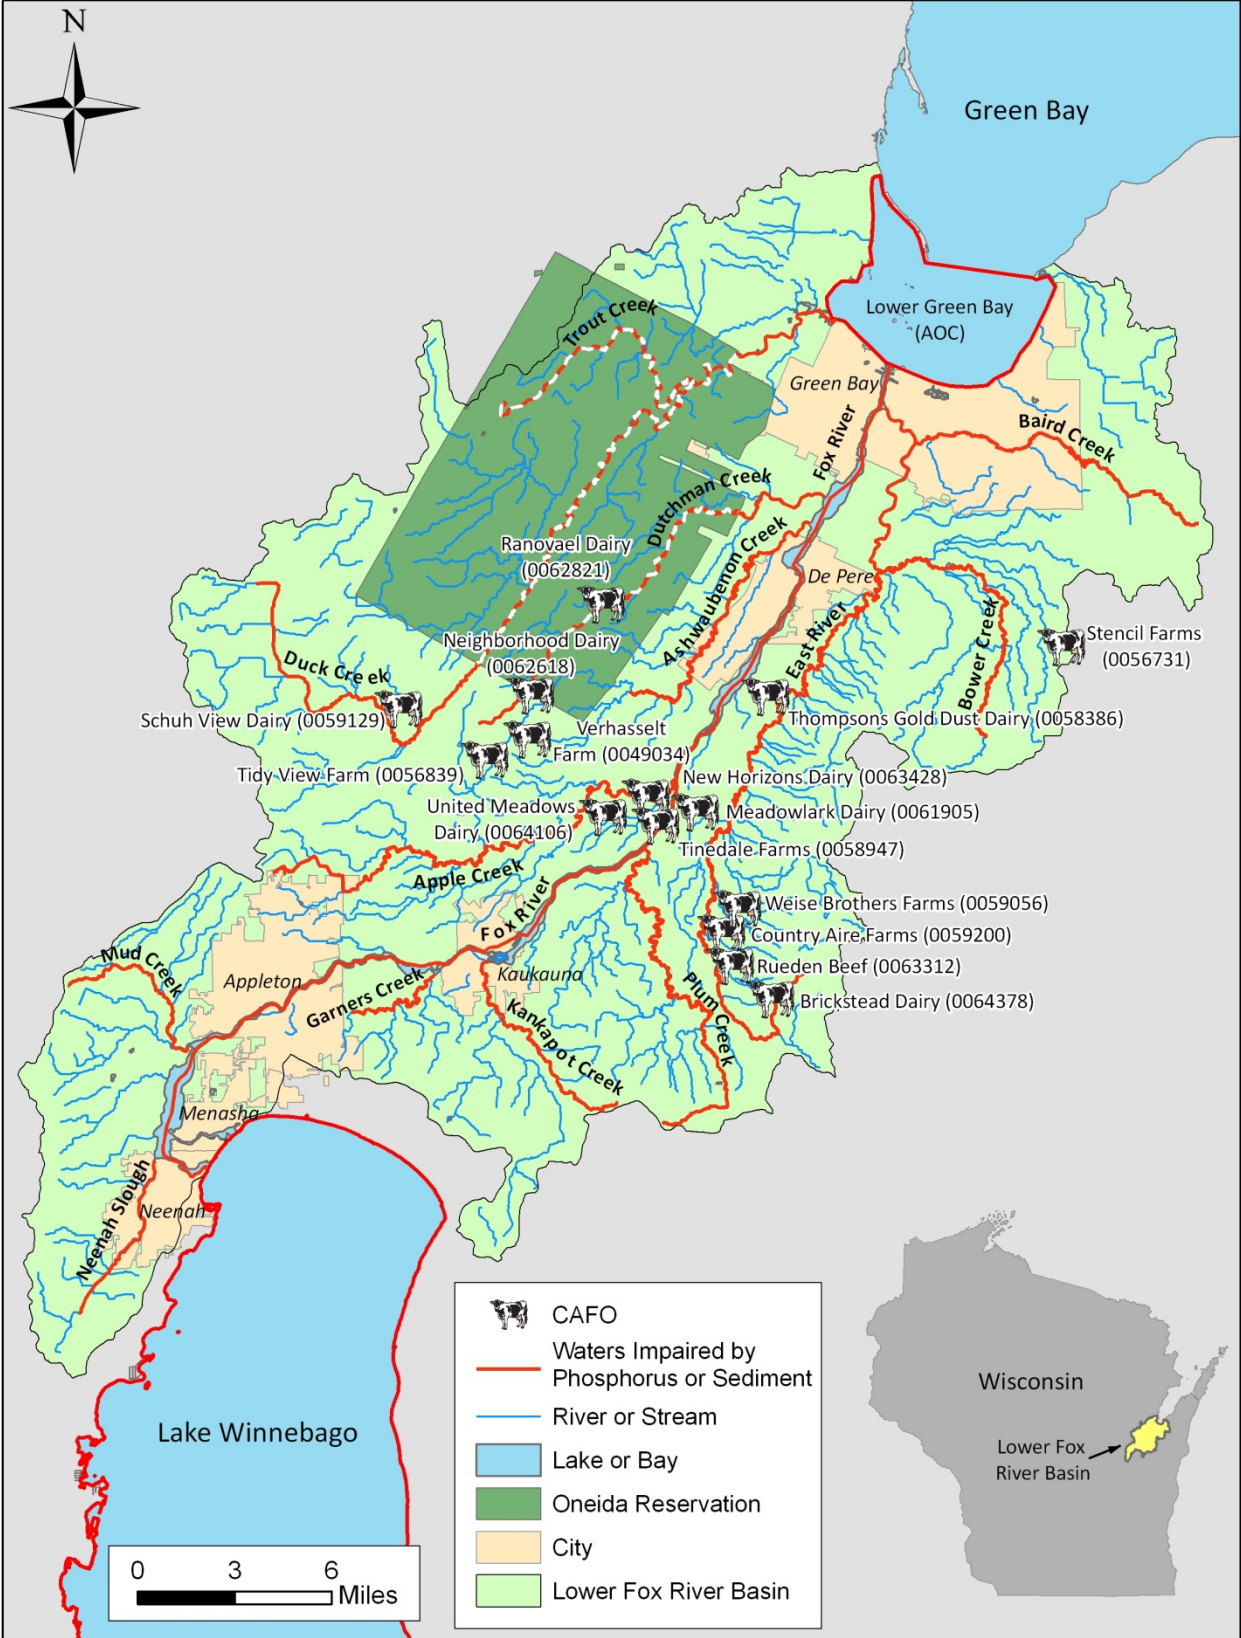 N
Green Bay
Lower Green Bay
(AOC)
Trout Creek
Green Bay
Fox River
Baird Creek
Dutchman Creek
Ashwaubenon Creek
Ranovael Dairy
(0062821)
De Pere
East River
Bower Creek
Stencil Farms
(0056731)
Neighborhood Dairy
(0062618)
Duck Creek
Schuh View Dairy (0059129)
Thompsons Gold Dust Dairy (0058386)
Verhasselt
Farm (0049034)
Tidy View Farm (0056839)
New Horizons Dairy (0063428)
United Meadows
Dairy (0064106)
Meadowlark Dairy (0061905)
Tinedale Farms (0058947)
Apple Creek
Fox River
Weise Brothers Farms (0059056)
Country Aire Farms (0059200)
Rueden Beef (0063312)
Brickstead Dairy (0064378)
Mud Creek
Appleton
Kaukauna
Garners Creek
Plum Creek
Kankapot Creek
Menasha
Neenah Slough
Neenah
Lake Winnebago
CAFO
Waters Impaired by
Phosphorus or Sediment
River or Stream
Lake or Bay
Oneida Reservation
City
Lower Fox River Basin
0 3 6
Miles
Wisconsin
Lower Fox
River Basin